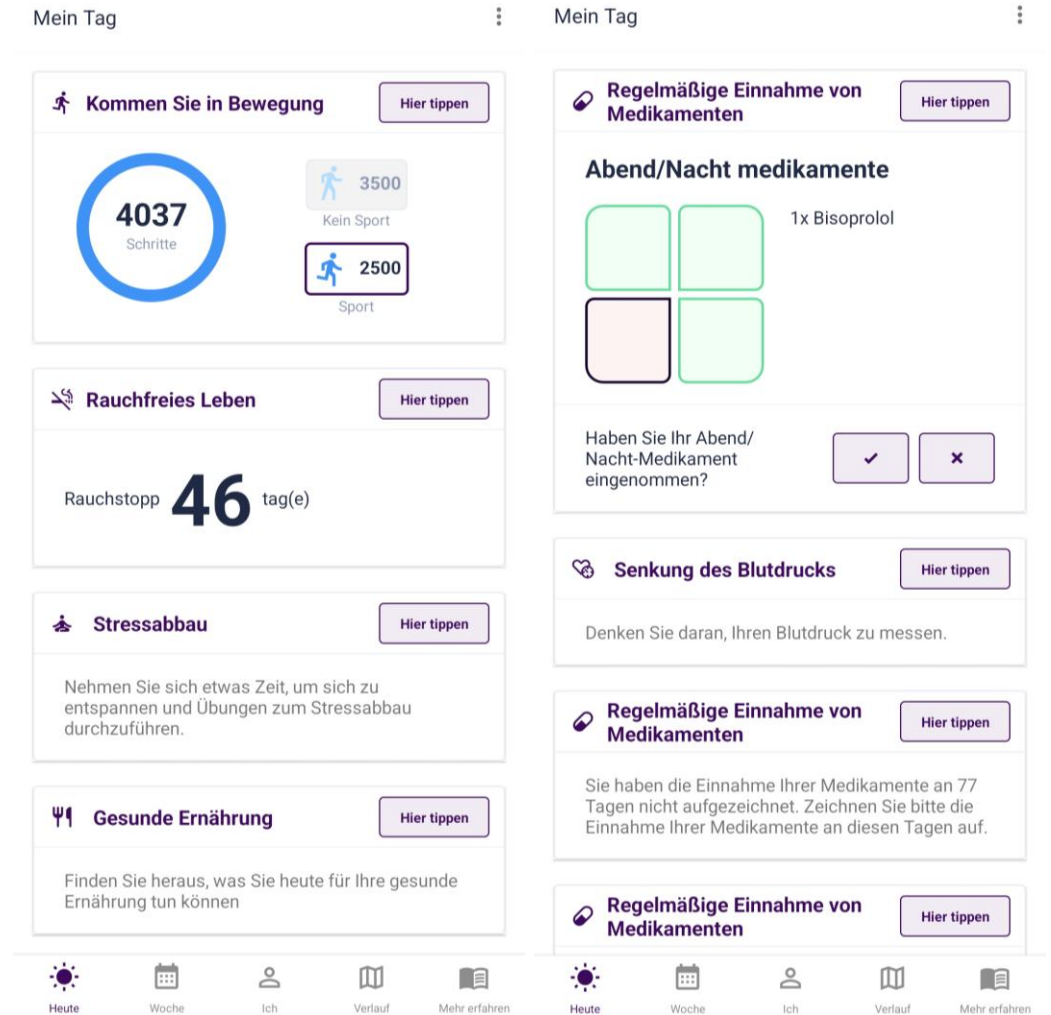 Mein Tag
Kommen Sie in Bewegung
Hier tippen
4037
Schritte
3500
Kein Sport
2500
Sport
Rauchfreies Leben
Hier tippen
Rauchstopp 46 tag(e)
Stressabbau
Hier tippen
Nehmen Sie sich etwas Zeit, um sich zu
entspannen und Übungen zum Stressabbau
durchzuführen.
Gesunde Ernährung
Hier tippen
Finden Sie heraus, was Sie heute für Ihre gesunde
Ernährung tun können
Heute
Woche
Ich
Verlauf
Mehr erfahren
Mein Tag
Regelmäßige Einnahme von
Medikamenten
Hier tippen
Abend/Nacht medikamente
1x Bisoprolol
Haben Sie Ihr Abend/
Nacht-Medikament
eingenommen?
Senkung des Blutdrucks
Hier tippen
Denken Sie daran, Ihren Blutdruck zu messen.
Regelmäßige Einnahme von
Medikamenten
Hier tippen
Sie haben die Einnahme Ihrer Medikamente an 77
Tagen nicht aufgezeichnet. Zeichnen Sie bitte die
Einnahme Ihrer Medikamente an diesen Tagen auf.
Regelmäßige Einnahme von
Medikamenten
Hier tippen
Heute
Woche
Ich
Verlauf
Mehr erfahren